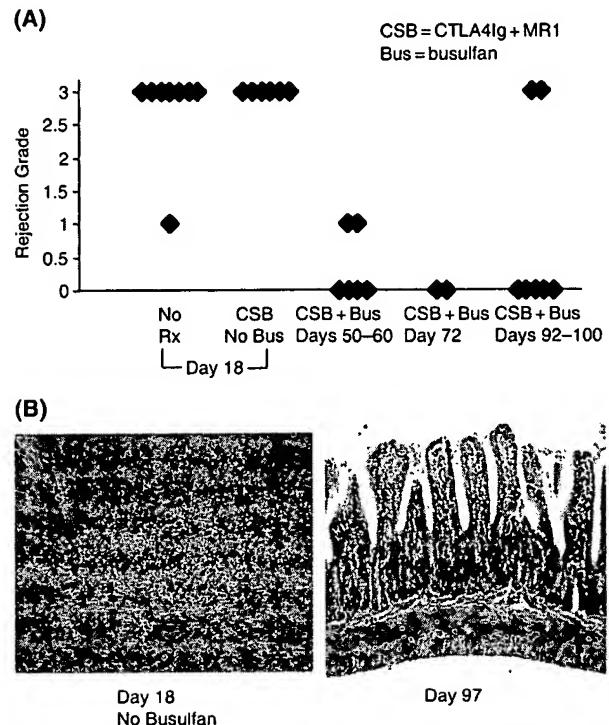 (A)
CSB = CTLA4Ig + MR1
Bus = busulfan
Rejection Grade
3
2.5
2
1.5
1
0.5
0
No Rx
CSB No Bus
Day 18
CSB + Bus Days 50–60
CSB + Bus Day 72
CSB + Bus Days 92–100
(B)
Day 18
No Busulfan
Day 97